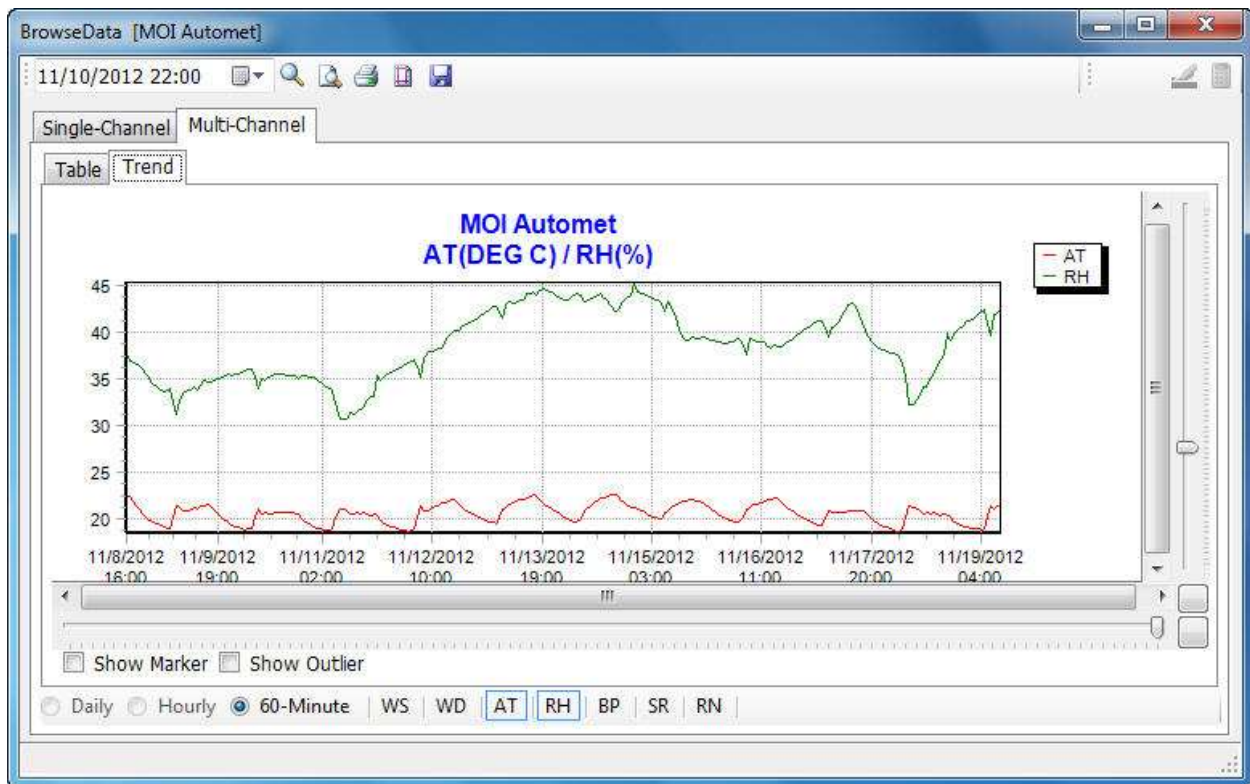 BrowseData [MOI Automet]
11/10/2012 22:00
Single-Channel Multi-Channel
Table Trend
MOI Automet
AT(DEG C) / RH(%)
AT
RH
45
40
35
30
25
20
11/8/2012 11/9/2012 11/11/2012 11/12/2012 11/13/2012 11/15/2012 11/16/2012 11/17/2012 11/19/2012
16:00 19:00 02:00 10:00 19:00 03:00 11:00 20:00 04:00
Show Marker Show Outlier
Daily Hourly 60-Minute WS WD AT RH BP SR RN